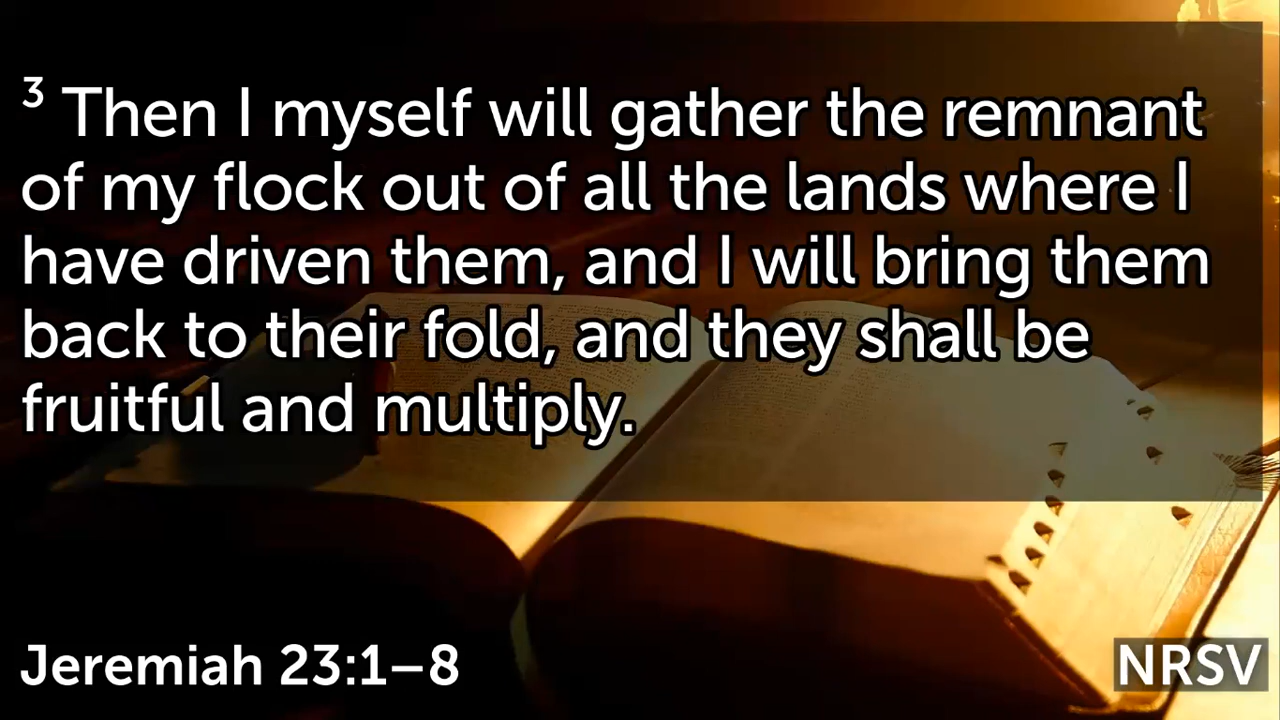 3 Then I myself will gather the remnant
of my flock out of all the lands where I
have driven them, and I will bring them
back to their fold, and they shall be
fruitful and multiply.
Jeremiah 23:1–8
NRSV